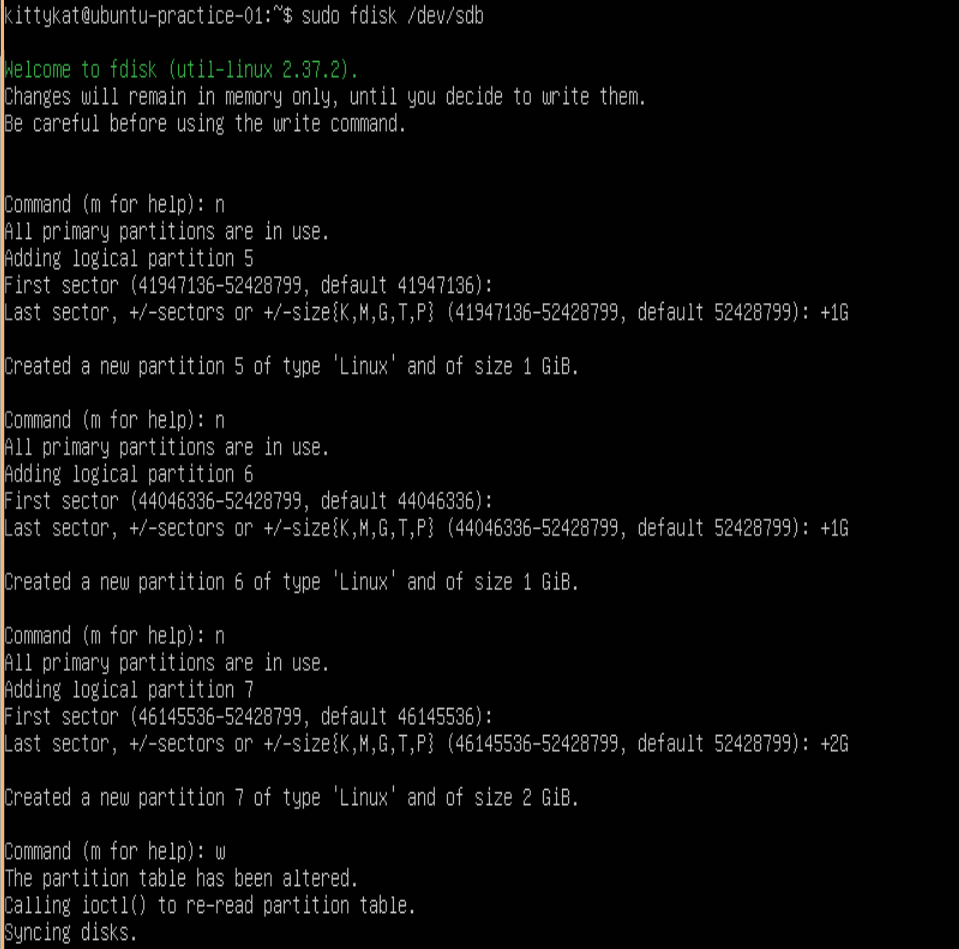 kittykat@ubuntu-practice-01:~$ sudo fdisk /dev/sdb
Welcome to fdisk (util-linux 2.37.2).
Changes will remain in memory only, until you decide to write them.
Be careful before using the write command.
Command (m for help): n
All primary partitions are in use.
Adding logical partition 5
First sector (41947136-52428799, default 41947136):
Last sector, +/-sectors or +/-size{K,M,G,T,P} (41947136-52428799, default 52428799): +1G
Created a new partition 5 of type 'Linux' and of size 1 GiB.
Command (m for help): n
All primary partitions are in use.
Adding logical partition 6
First sector (44046336-52428799, default 44046336):
Last sector, +/-sectors or +/-size{K,M,G,T,P} (44046336-52428799, default 52428799): +1G
Created a new partition 6 of type 'Linux' and of size 1 GiB.
Command (m for help): n
All primary partitions are in use.
Adding logical partition 7
First sector (46145536-52428799, default 46145536):
Last sector, +/-sectors or +/-size{K,M,G,T,P} (46145536-52428799, default 52428799): +2G
Created a new partition 7 of type 'Linux' and of size 2 GiB.
Command (m for help): w
The partition table has been altered.
Calling ioctl() to re-read partition table.
Syncing disks.